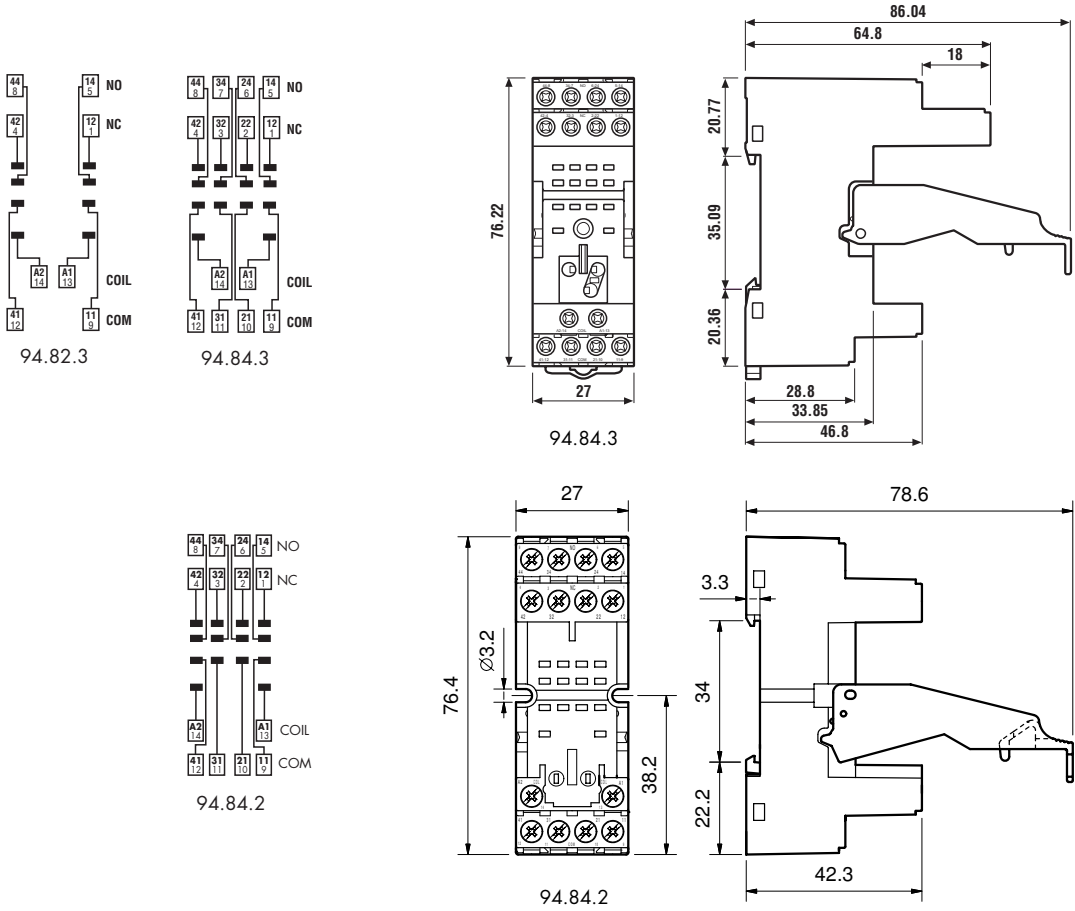 44 14 NO
8 5
42 12 NC
4 1
A2 A1 COIL
14 13
41 11 COM
12 9
94.82.3
44 34 24 14 NO
8 7 6 5
42 32 22 12 NC
4 3 2 1
A2 A1 COIL
14 13
41 31 21 11 COM
12 11 10 9
94.84.3
76.22
27
94.84.3
86.04
64.8
18
20.77
35.09
20.36
28.8
33.85
46.8
44 34 24 14 NO
8 7 6 5
42 32 22 12 NC
4 3 2 1
A2 A1 COIL
14 13
41 31 21 11 COM
12 11 10 9
94.84.2
27
76.4
Ø3.2
38.2
94.84.2
78.6
3.3
34
22.2
42.3